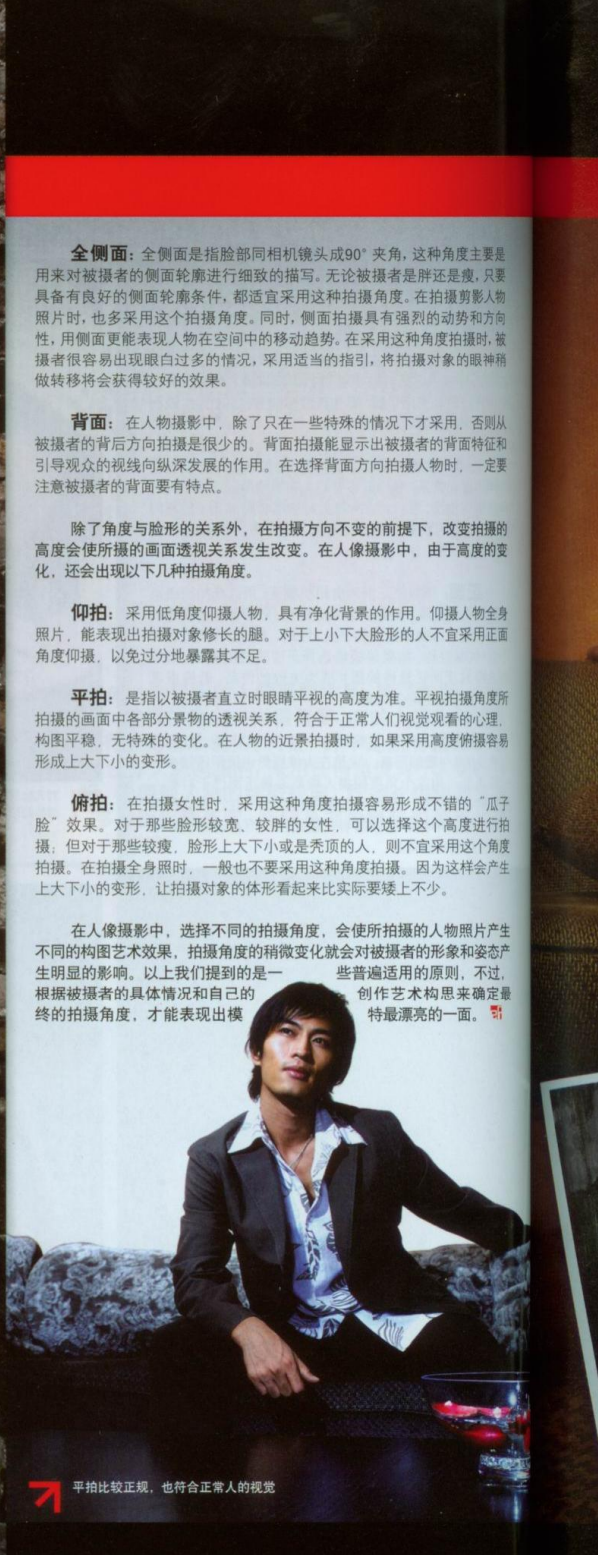 全侧面：全侧面是指脸部同相机镜头成90°夹角，这种角度主要是
用来对被摄者的侧面轮廓进行细致的描写。无论被摄者是胖还是瘦，只要
具备有良好的侧面轮廓条件，都适宜采用这种拍摄角度。在拍摄剪影人物
照片时，也多采用这个拍摄角度。同时，侧面拍摄具有强烈的动势和方向
性，用侧面更能表现人物在空间中的移动趋势。在采用这种角度拍摄时，被
摄者很容易出现眼白过多的情况，采用适当的指引，将拍摄对象的眼神稍
做转移将会获得较好的效果。
背面：在人物摄影中，除了只在一些特殊的情况下才采用，否则从
被摄者的背后方向拍摄是很少的。背面拍摄能显示出被摄者的背面特征和
引导观众的视线向纵深发展的作用。在选择背面方向拍摄人物时，一定要
注意被摄者的背面要有特点。
除了角度与脸形的关系外，在拍摄方向不变的前提下，改变拍摄的
高度会使所摄的画面透视关系发生改变。在人像摄影中，由于高度的变
化，还会出现以下几种拍摄角度。
仰拍：采用低角度仰摄人物，具有净化背景的作用。仰摄人物全身
照片，能表现出拍摄对象修长的腿。对于上小下大脸形的人不宜采用正面
角度仰摄，以免过分地暴露其不足。
平拍：是指以被摄者直立时眼睛平视的高度为准。平视拍摄角度所
拍摄的画面中各部分景物的透视关系，符合于正常人们视觉观看的心理，
构图平稳，无特殊的变化。在人物的近景拍摄时，如果采用高度俯摄容易
形成上大下小的变形。
俯拍：在拍摄女性时，采用这种角度拍摄容易形成不错的“瓜子
脸”效果。对于那些脸形较宽、较胖的女性，可以选择这个高度进行拍
摄；但对于那些较瘦，脸形上大下小或是秃顶的人，则不宜采用这个角度
拍摄。在拍摄全身照时，一般也不要采用这种角度拍摄。因为这样会产生
上大下小的变形，让拍摄对象的体形看起来比实际要矮上不少。
在人像摄影中，选择不同的拍摄角度，会使所拍摄的人物照片产生
不同的构图艺术效果，拍摄角度的稍微变化就会对被摄者的形象和姿态产
生明显的影响。以上我们提到的是一些普遍适用的原则，不过，
根据被摄者的具体情况和自己的创作艺术构思来确定最
终的拍摄角度，才能表现出模特最漂亮的一面。
平拍比较正规，也符合正常人的视觉